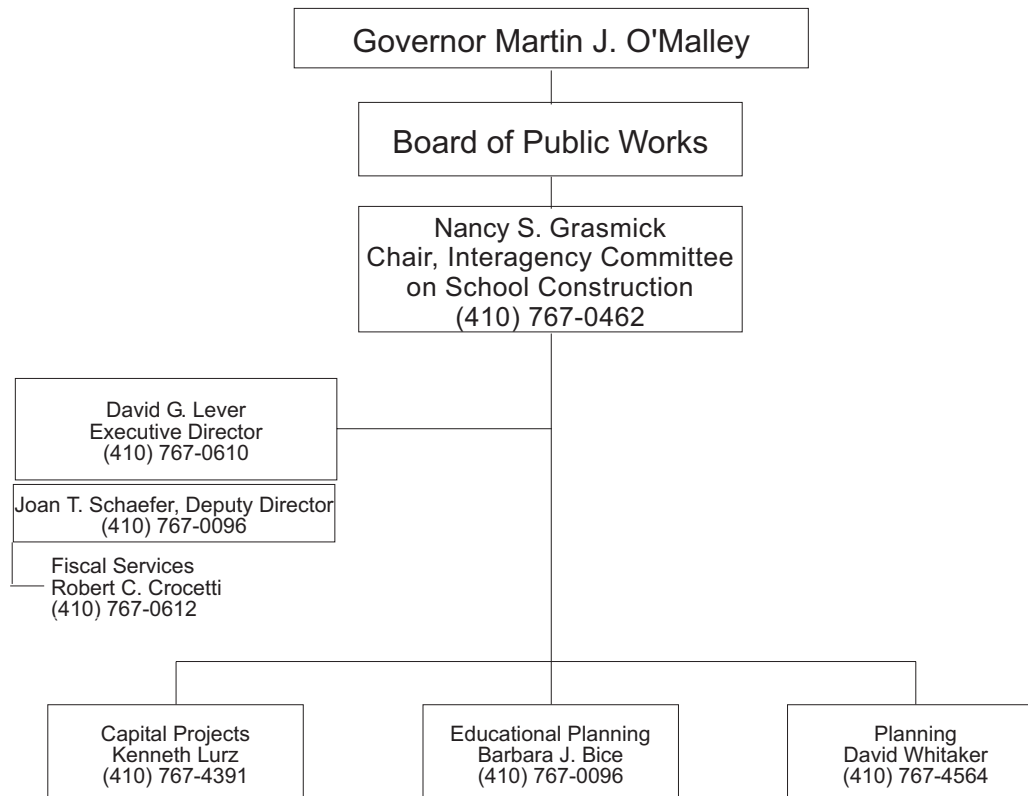 Governor Martin J. O'Malley
Board of Public Works
Nancy S. Grasmick
Chair, Interagency Committee
on School Construction
(410) 767-0462
David G. Lever
Executive Director
(410) 767-0610
Joan T. Schaefer, Deputy Director
(410) 767-0096
Fiscal Services
Robert C. Crocetti
(410) 767-0612
Capital Projects
Kenneth Lurz
(410) 767-4391
Educational Planning
Barbara J. Bice
(410) 767-0096
Planning
David Whitaker
(410) 767-4564